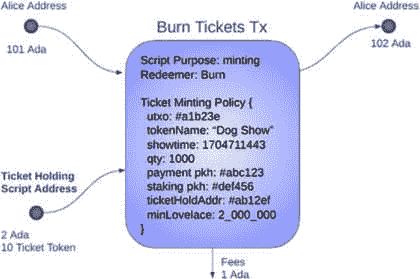 Burn Tickets Tx
Alice Address
101 Ada
Alice Address
102 Ada
Script Purpose: minting
Redeemer: Burn
Ticket Minting Policy {
utxo: #a1b23e
tokenName: "Dog Show"
showtime: 1704711443
qty: 1000
payment pkh: #abc123
staking pkh: #def456
ticketHoldAddr: #ab12ef
minLovelace: 2_000_000
}
Ticket Holding
Script Address
2 Ada
10 Ticket Token
Fees
1 Ada